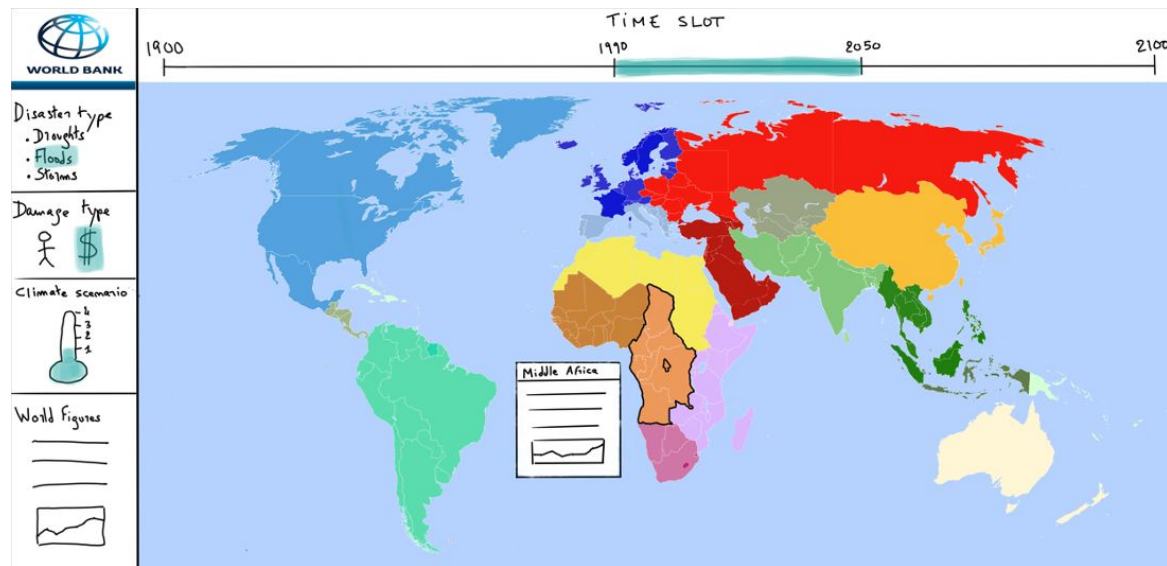 TIME SLOT
1900
1990
2050
2100
WORLD BANK
Disaster type
• Droughts
• Floods
• Storms
Damage type
$
Climate scenario
4
3
2
1
World Figures
Middle Africa